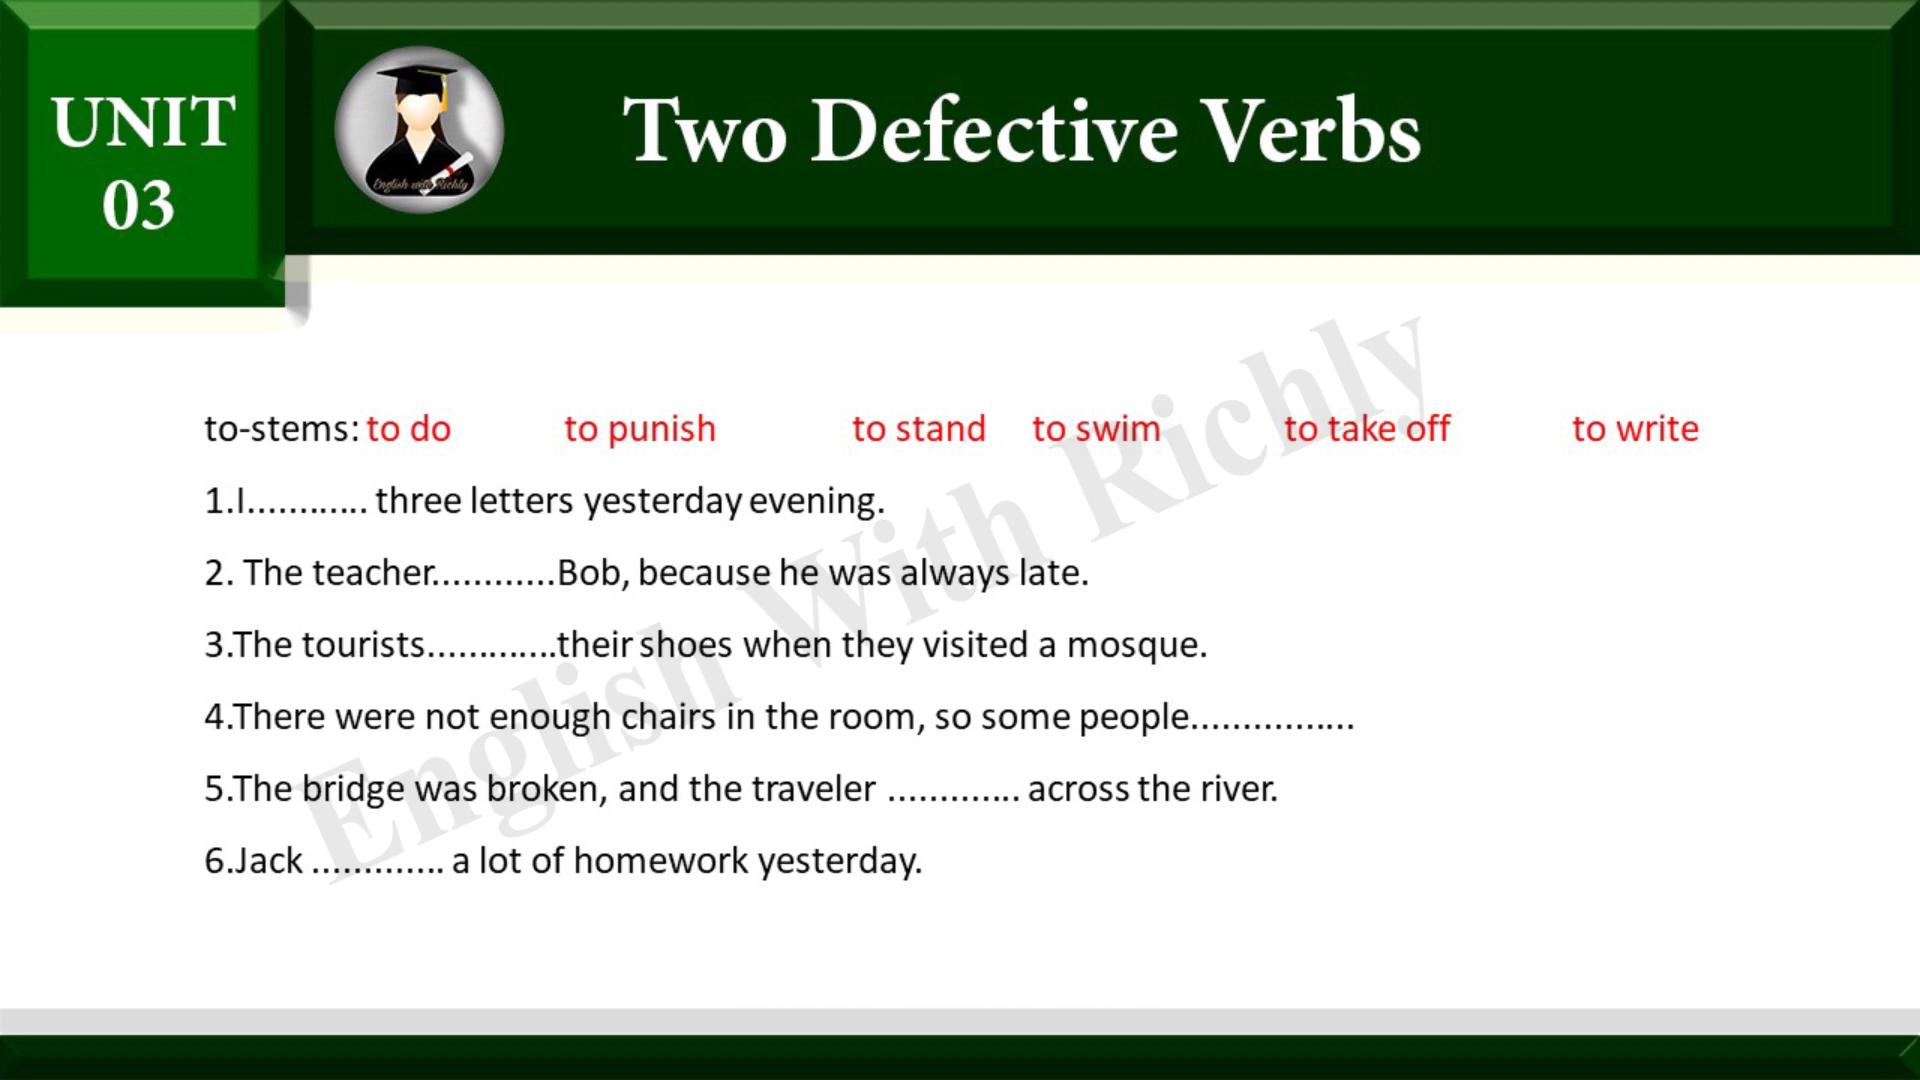 UNIT
03
English with Richly
Two Defective Verbs
to-stems: to do to punish to stand to swim to take off to write
1.I............ three letters yesterday evening.
2. The teacher............Bob, because he was always late.
3.The tourists.............their shoes when they visited a mosque.
4.There were not enough chairs in the room, so some people................
5.The bridge was broken, and the traveler ............. across the river.
6.Jack ............. a lot of homework yesterday.
English With Richly